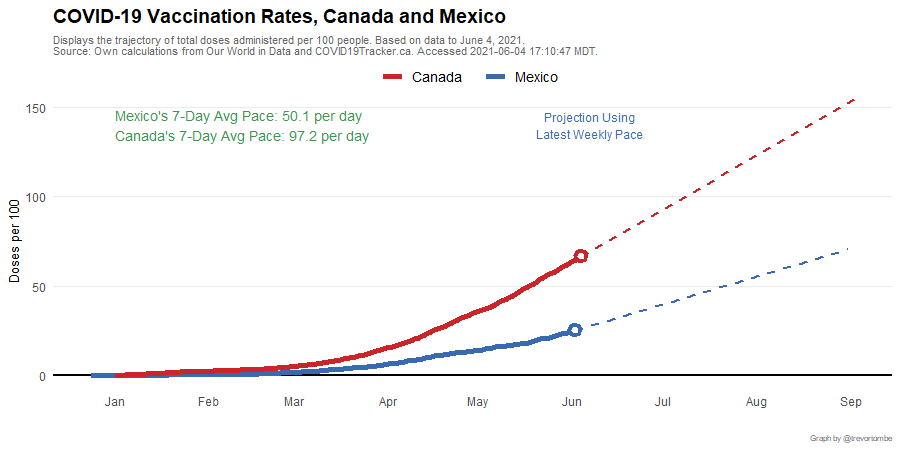 COVID-19 Vaccination Rates, Canada and Mexico
Displays the trajectory of total doses administered per 100 people. Based on data to June 4, 2021.
Source: Own calculations from Our World in Data and COVID19Tracker.ca. Accessed 2021-06-04 17:10:47 MDT.
Canada Mexico
Mexico's 7-Day Avg Pace: 50.1 per day
Canada's 7-Day Avg Pace: 97.2 per day
Projection Using
Latest Weekly Pace
Doses per 100
150
100
50
0
Jan Feb Mar Apr May Jun Jul Aug Sep
Graph by @trevortombe